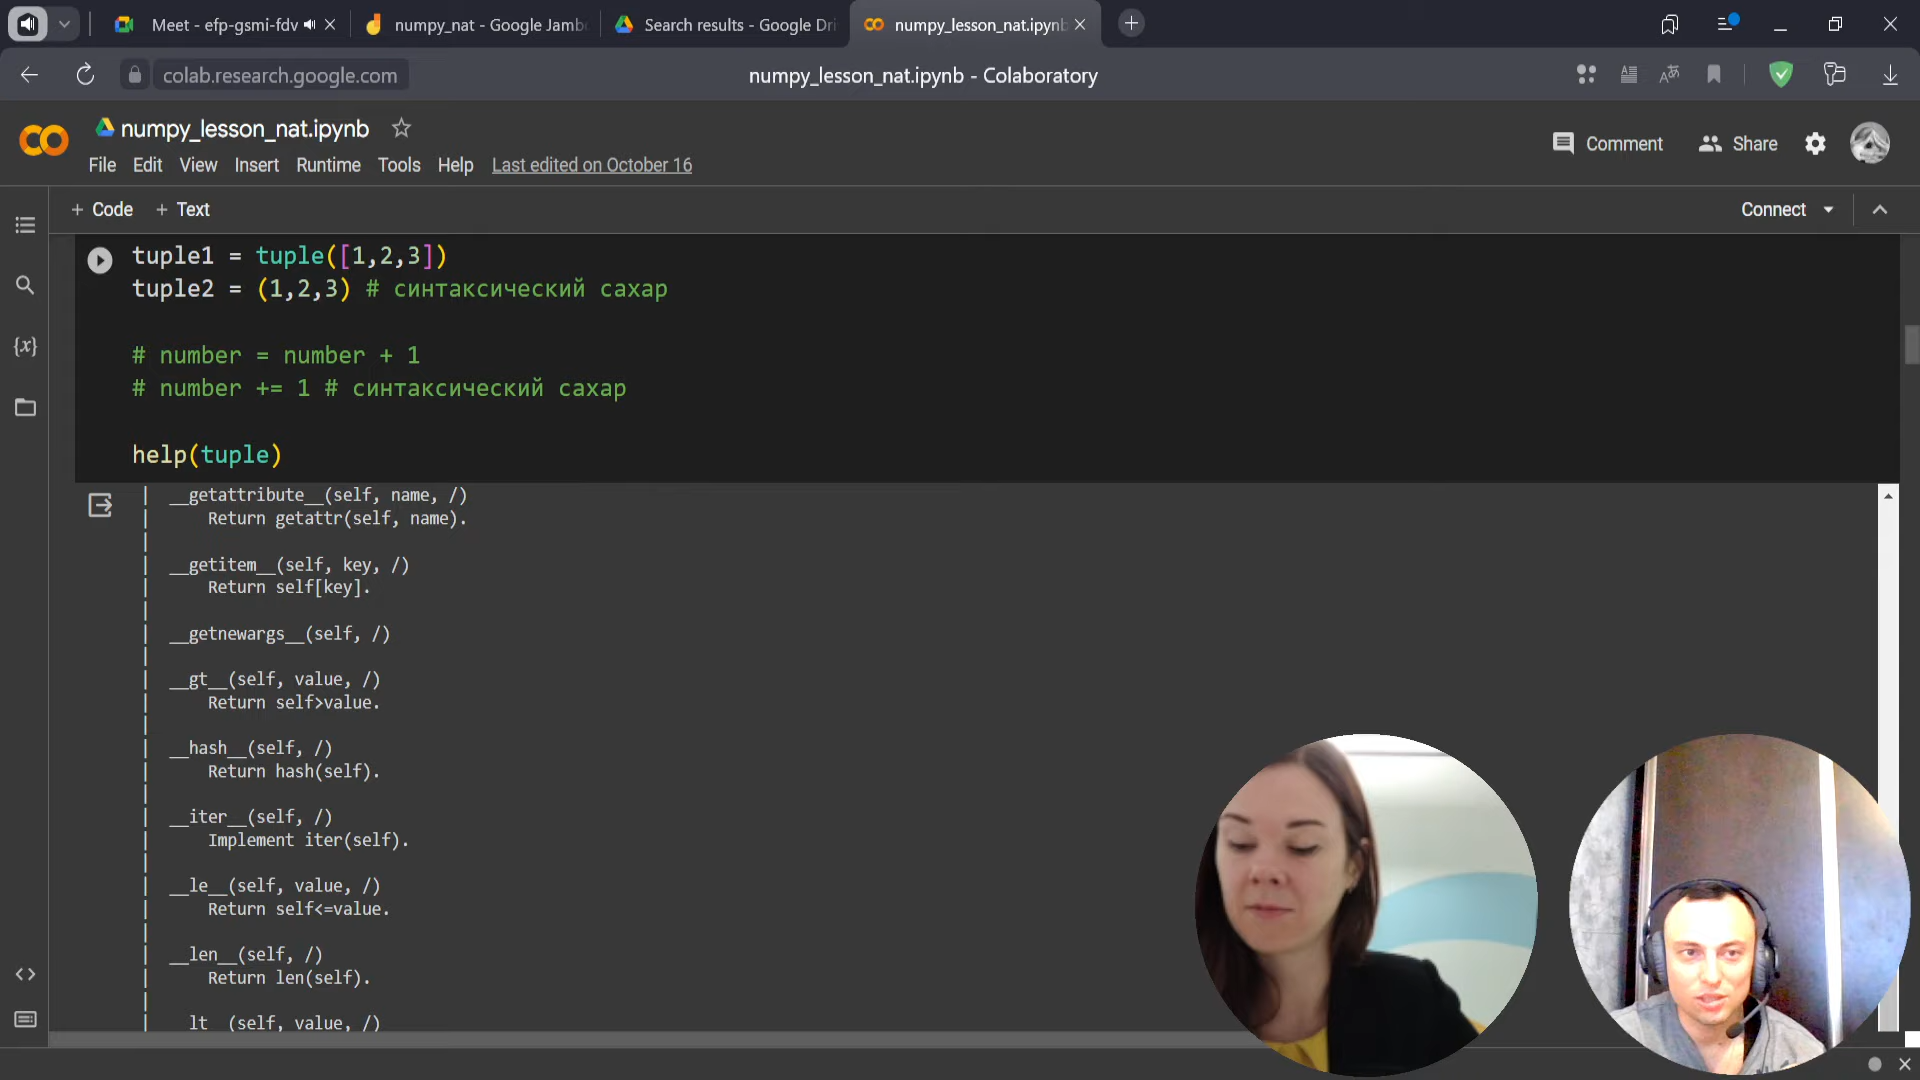 Meet - efp-gsmi-fdv
numpy_nat - Google Jamb
Search results - Google Dri
numpy_lesson_nat.ipynb
colab.research.google.com
numpy_lesson_nat.ipynb - Colaboratory
numpy_lesson_nat.ipynb
Comment
Share
File Edit View Insert Runtime Tools Help Last edited on October 16
+ Code + Text
Connect
tuple1 = tuple([1,2,3])
tuple2 = (1,2,3) # синтаксический сахар
# number = number + 1
{x}
# number += 1 # синтаксический сахар
help(tuple)
| __getattribute__(self, name, /)
| Return getattr(self, name).
|
| __getitem__(self, key, /)
| Return self[key].
|
| __getnewargs__(self, /)
|
| __gt__(self, value, /)
| Return self>value.
|
| __hash__(self, /)
| Return hash(self).
|
| __iter__(self, /)
| Implement iter(self).
|
| __le__(self, value, /)
| Return self<=value.
|
| __len__(self, /)
| Return len(self).
|
| __lt__(self, value, /)